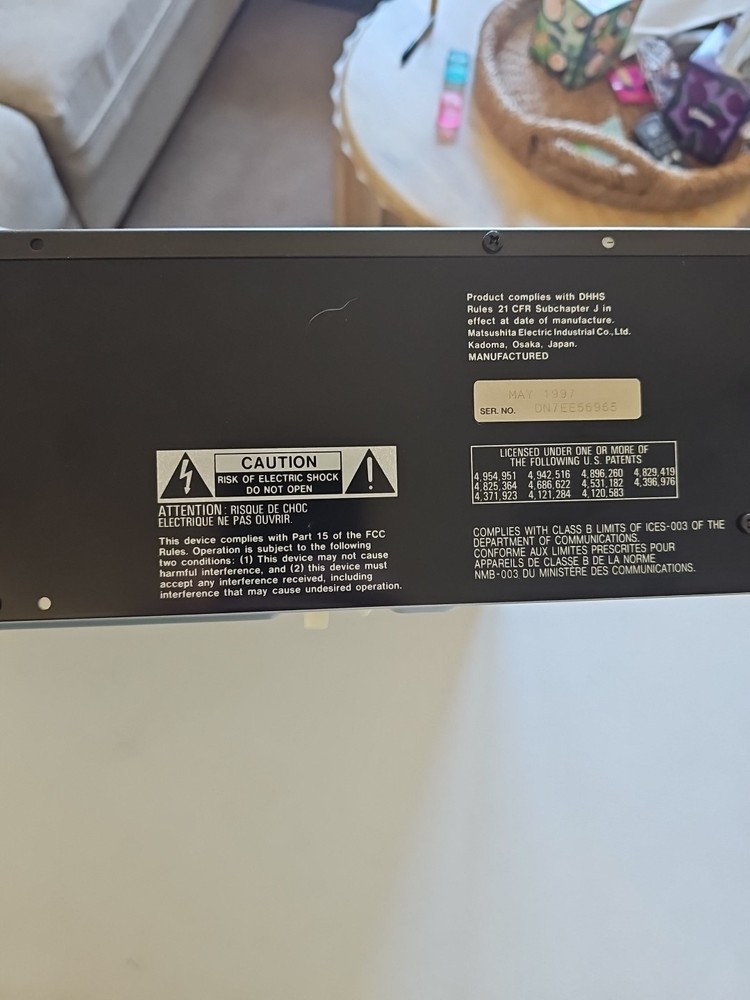 Product complies with DHHS
Rules 21 CFR Subchapter J in
effect at date of manufacture.
Matsushita Electric Industrial Co., Ltd.
Kadoma, Osaka, Japan.
MANUFACTURED
MAY 1997
SER. NO. DN7EE56965
CAUTION
RISK OF ELECTRIC SHOCK
DO NOT OPEN
ATTENTION: RISQUE DE CHOC
ELECTRIQUE NE PAS OUVRIR.
This device complies with Part 15 of the FCC
Rules. Operation is subject to the following
two conditions: (1) This device may not cause
harmful interference, and (2) this device must
accept any interference received, including
interference that may cause undesired operation.
LICENSED UNDER ONE OR MORE OF
THE FOLLOWING U.S. PATENTS
4,954,951 4,942,516 4,896,260 4,829,419
4,825,364 4,686,622 4,531,182 4,396,976
4,371,923 4,121,284 4,120,583
COMPLIES WITH CLASS B LIMITS OF ICES-003 OF THE
DEPARTMENT OF COMMUNICATIONS.
CONFORME AUX LIMITES PRESCRITES POUR
APPAREILS DE CLASSE B DE LA NORME
NMB-003 DU MINISTÈRE DES COMMUNICATIONS.